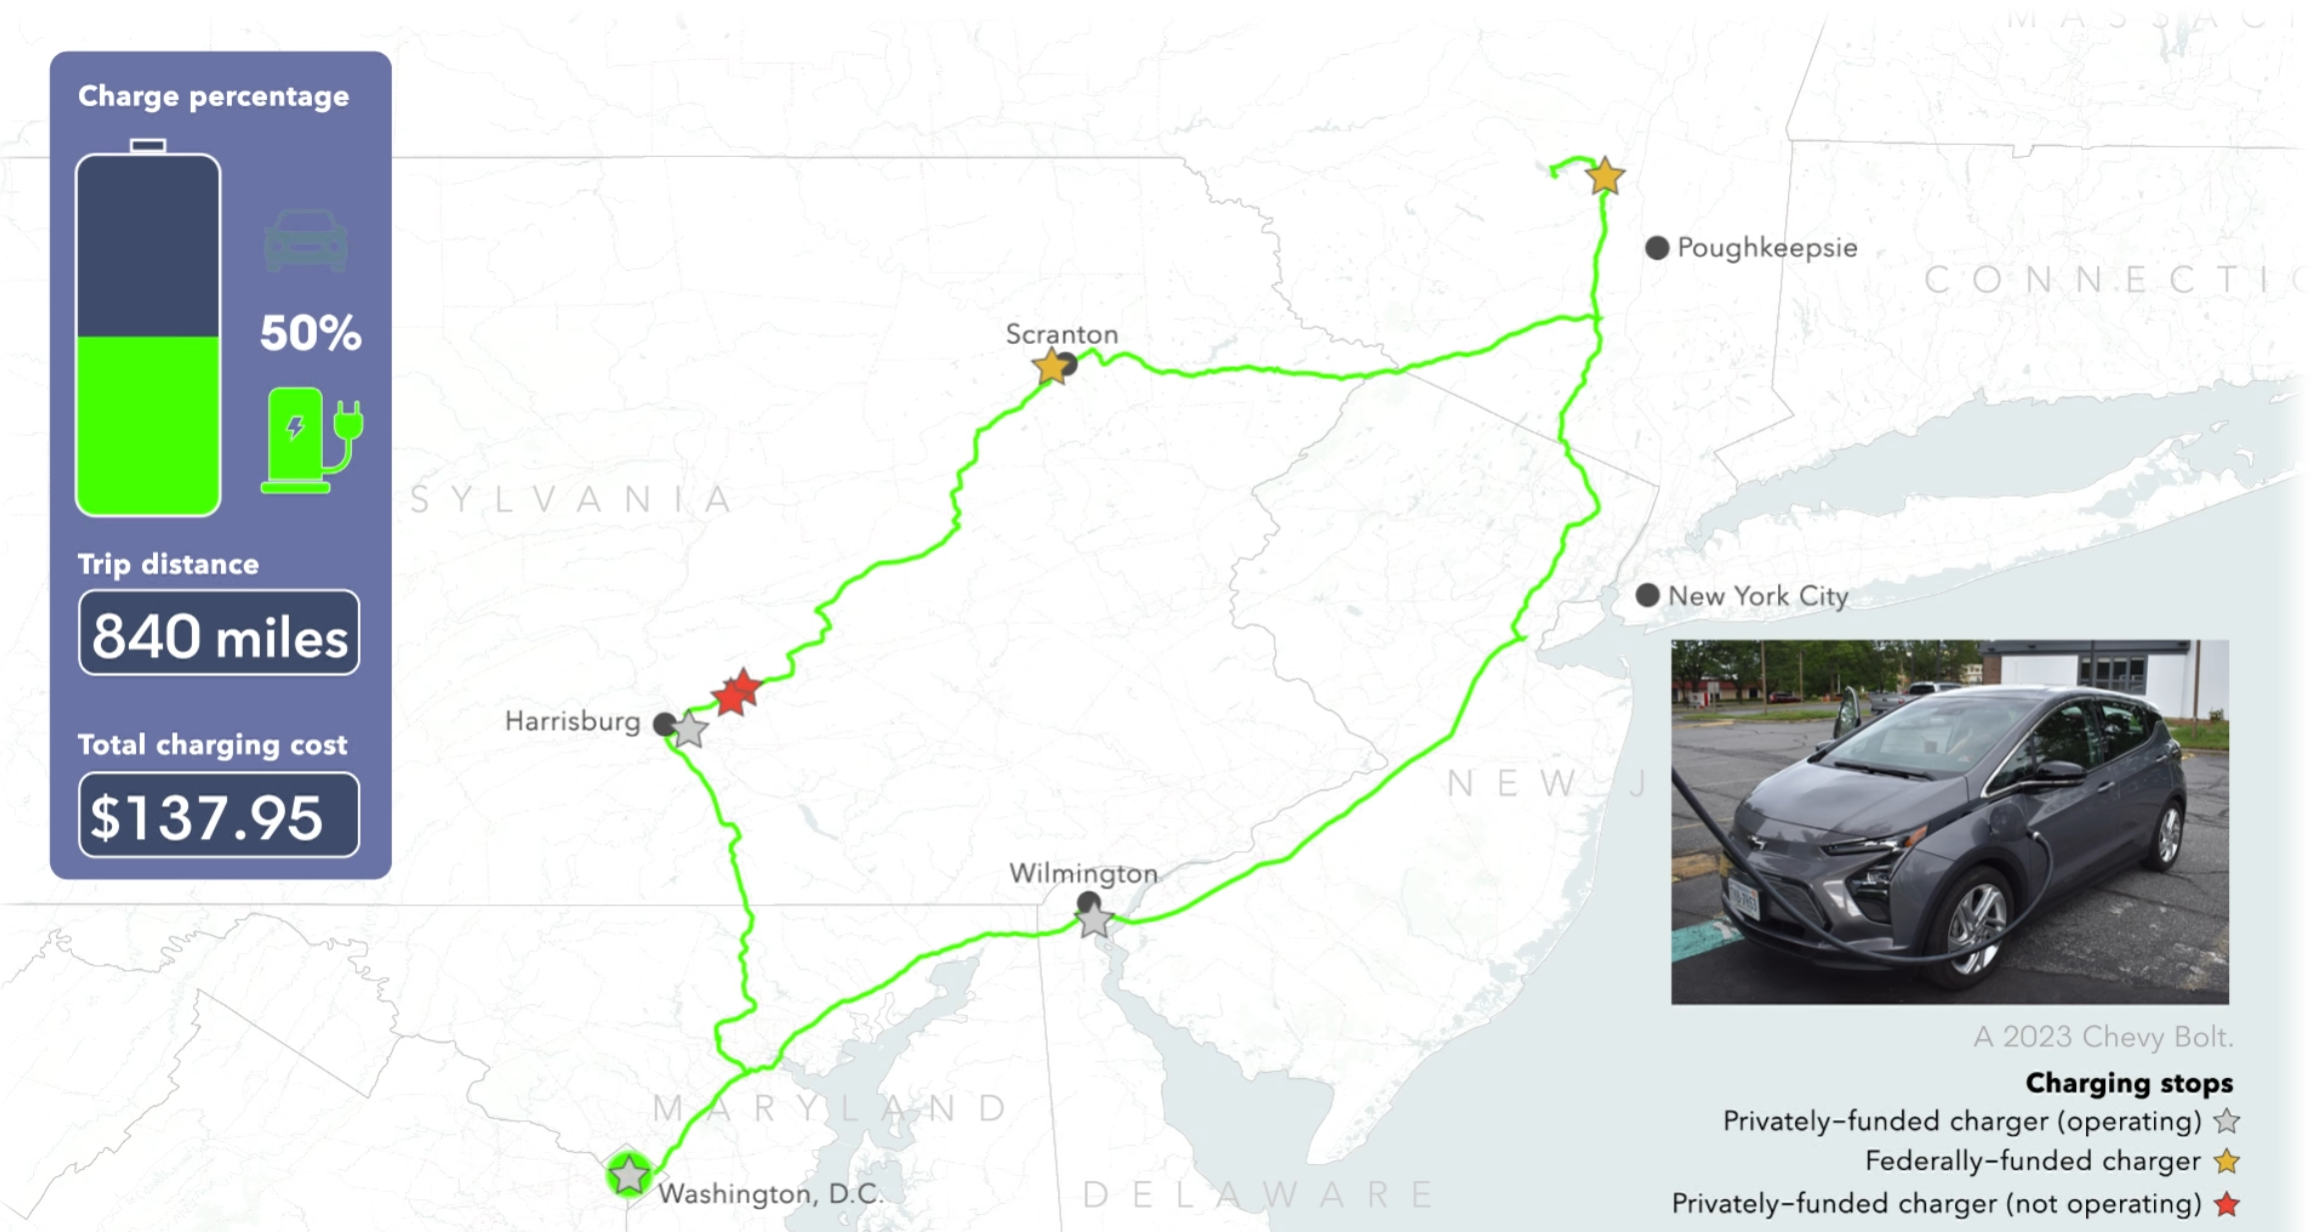 MASSAC
Charge percentage
50%
Trip distance
840 miles
Total charging cost
$137.95
Poughkeepsie
CONNECTIC
Scranton
SYLVANIA
New York City
Harrisburg
NEW J
Wilmington
MARYLAND
Washington, D.C.
DELAWARE
A 2023 Chevy Bolt.
Charging stops
Privately-funded charger (operating)
Federally-funded charger
Privately-funded charger (not operating)